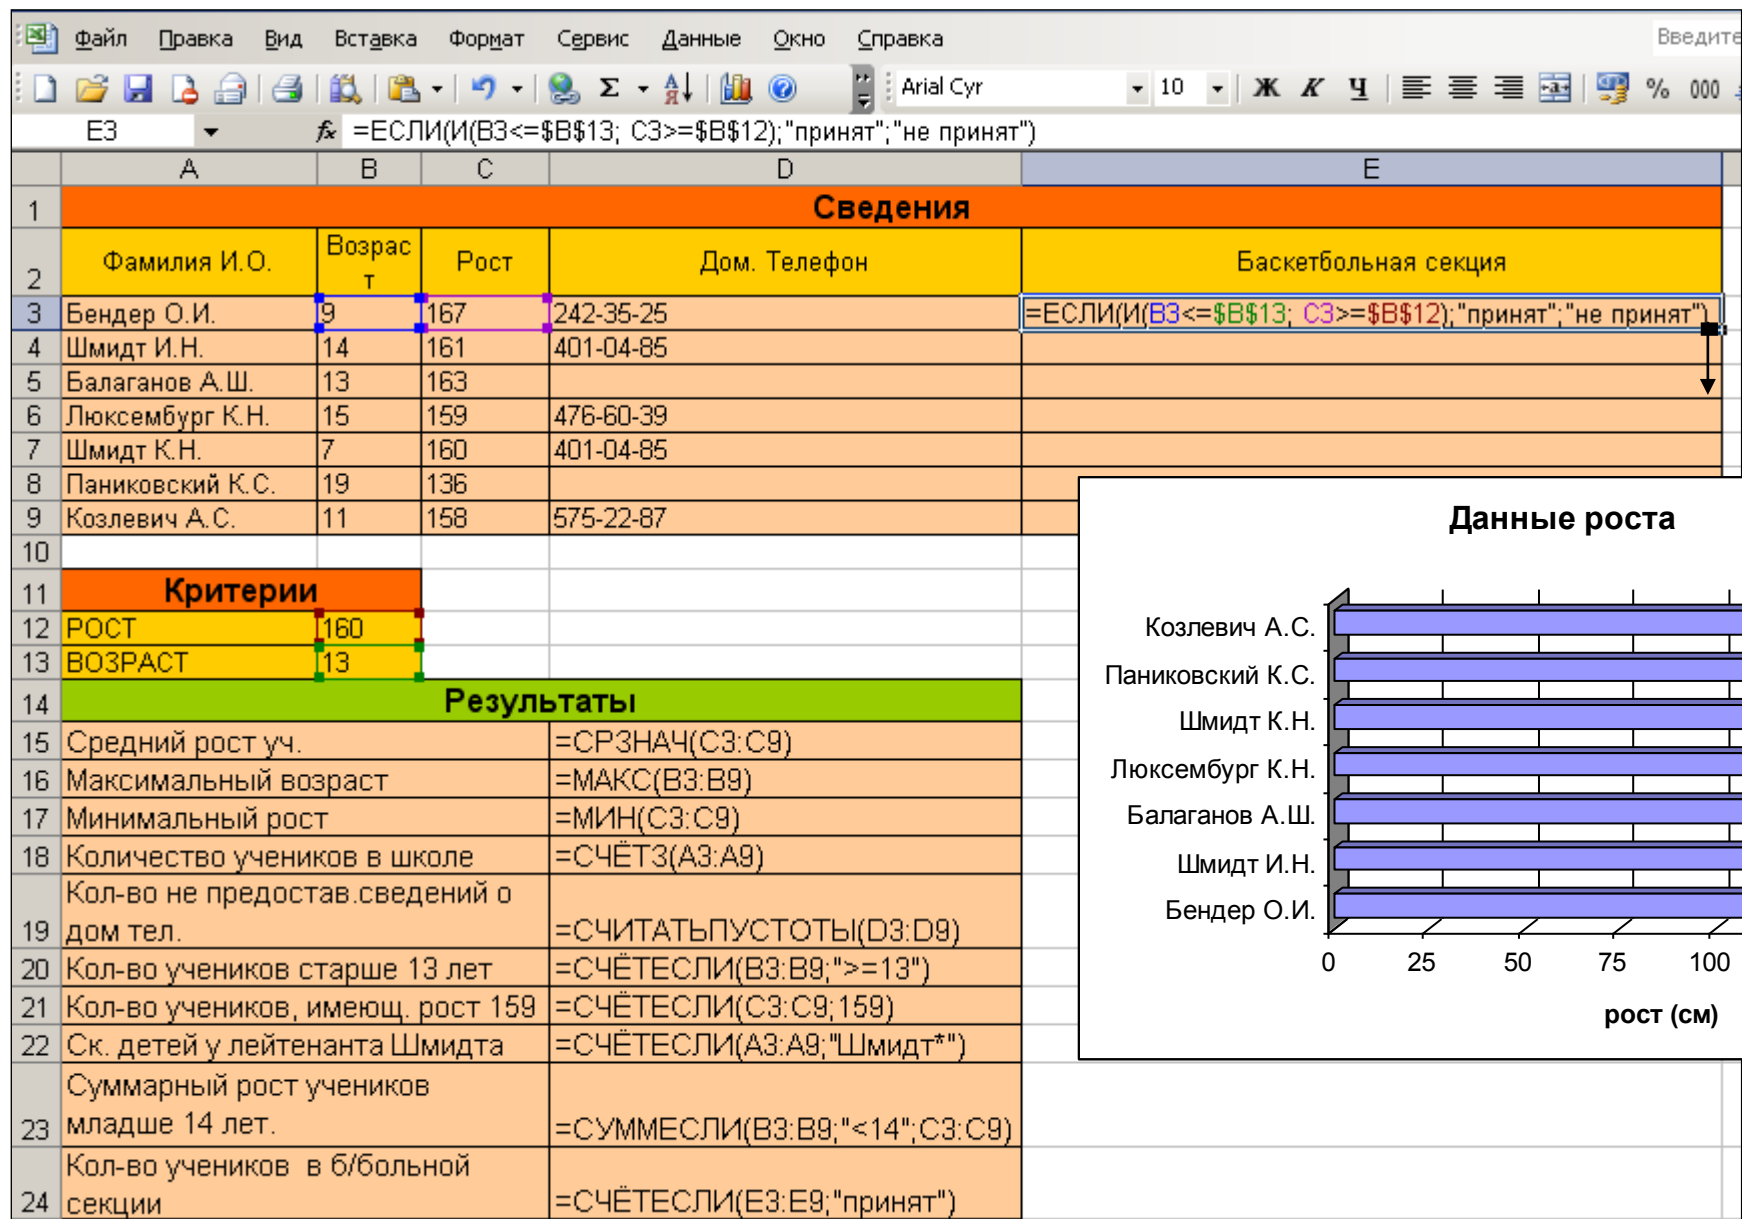 Файл Правка Вид Вставка Формат Сервис Данные Окно Справка Введите
Arial Cyr 10 Ж К Ч % 000
E3 fx =ЕСЛИ(И(B3<=$B$13; C3>=$B$12);"принят";"не принят")
A B C D E
1 Сведения
2 Фамилия И.О. Возраст Рост Дом. Телефон Баскетбольная секция
3 Бендер О.И. 9 167 242-35-25 =ЕСЛИ(И(B3<=$B$13; C3>=$B$12);"принят";"не принят")
4 Шмидт И.Н. 14 161 401-04-85
5 Балаганов А.Ш. 13 163
6 Люксембург К.Н. 15 159 476-60-39
7 Шмидт К.Н. 7 160 401-04-85
8 Паниковский К.С. 19 136
9 Козлевич А.С. 11 158 575-22-87
10
11 Критерии
12 РОСТ 160
13 ВОЗРАСТ 13
14 Результаты
15 Средний рост уч. =СРЗНАЧ(C3:C9)
16 Максимальный возраст =МАКС(B3:B9)
17 Минимальный рост =МИН(C3:C9)
18 Количество учеников в школе =СЧЁТЗ(A3:A9)
Кол-во не предостав.сведений о
19 дом тел. =СЧИТАТЬПУСТОТЫ(D3:D9)
20 Кол-во учеников старше 13 лет =СЧЁТЕСЛИ(B3:B9;">=13")
21 Кол-во учеников, имеющ. рост 159 =СЧЁТЕСЛИ(C3:C9;159)
22 Ск. детей у лейтенанта Шмидта =СЧЁТЕСЛИ(A3:A9;"Шмидт*")
Суммарный рост учеников
23 младше 14 лет. =СУММЕСЛИ(B3:B9;"<14";C3:C9)
Кол-во учеников в б/больной
24 секции =СЧЁТЕСЛИ(E3:E9;"принят")
Данные роста
Козлевич А.С.
Паниковский К.С.
Шмидт К.Н.
Люксембург К.Н.
Балаганов А.Ш.
Шмидт И.Н.
Бендер О.И.
0 25 50 75 100
рост (см)